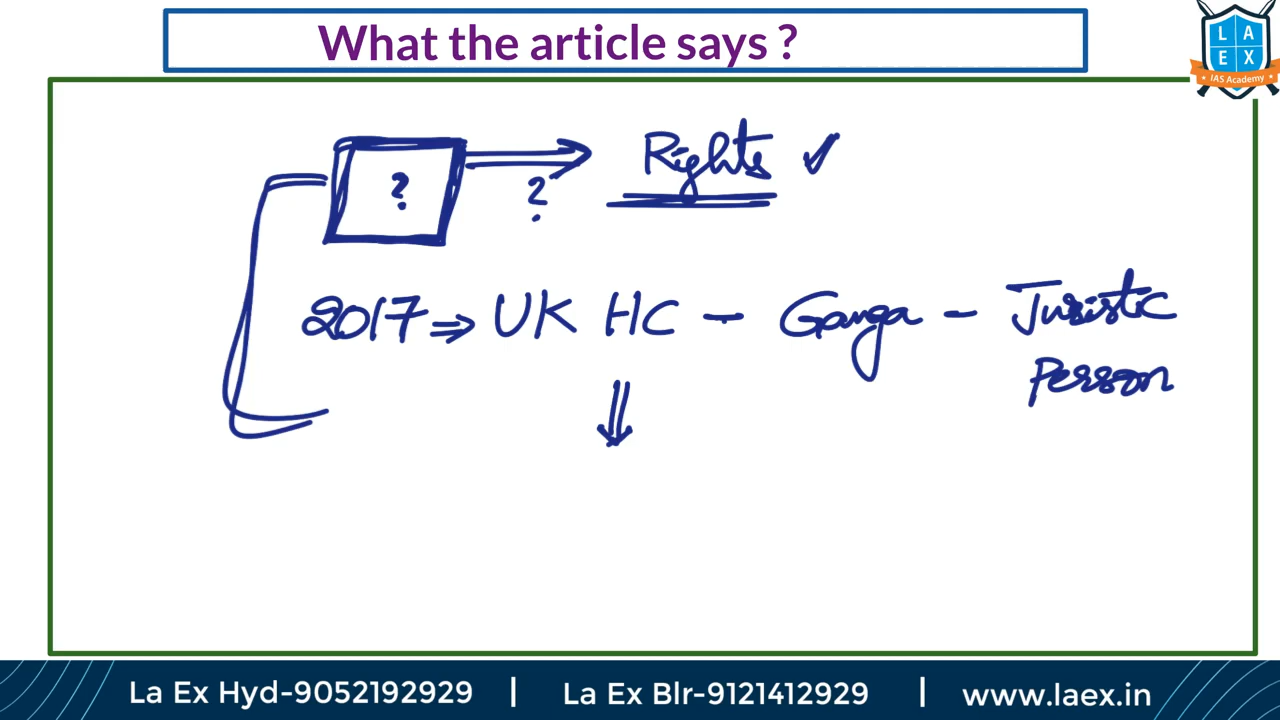 What the article says ?
L A
E X
IAS Academy
? ⇒ Rights ✓
?
2017 ⇒ UK HC - Ganga - Juristic
Person
⇓
La Ex Hyd-9052192929 | La Ex Blr-9121412929 | www.laex.in